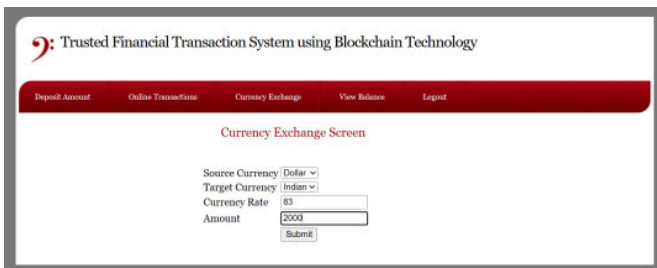 Trusted Financial Transaction System using Blockchain Technology
Deposit Amount Online Transactions Currency Exchange View Balance Logout
Currency Exchange Screen
Source Currency Dollar
Target Currency Indian
Currency Rate 83
Amount 2000
Submit